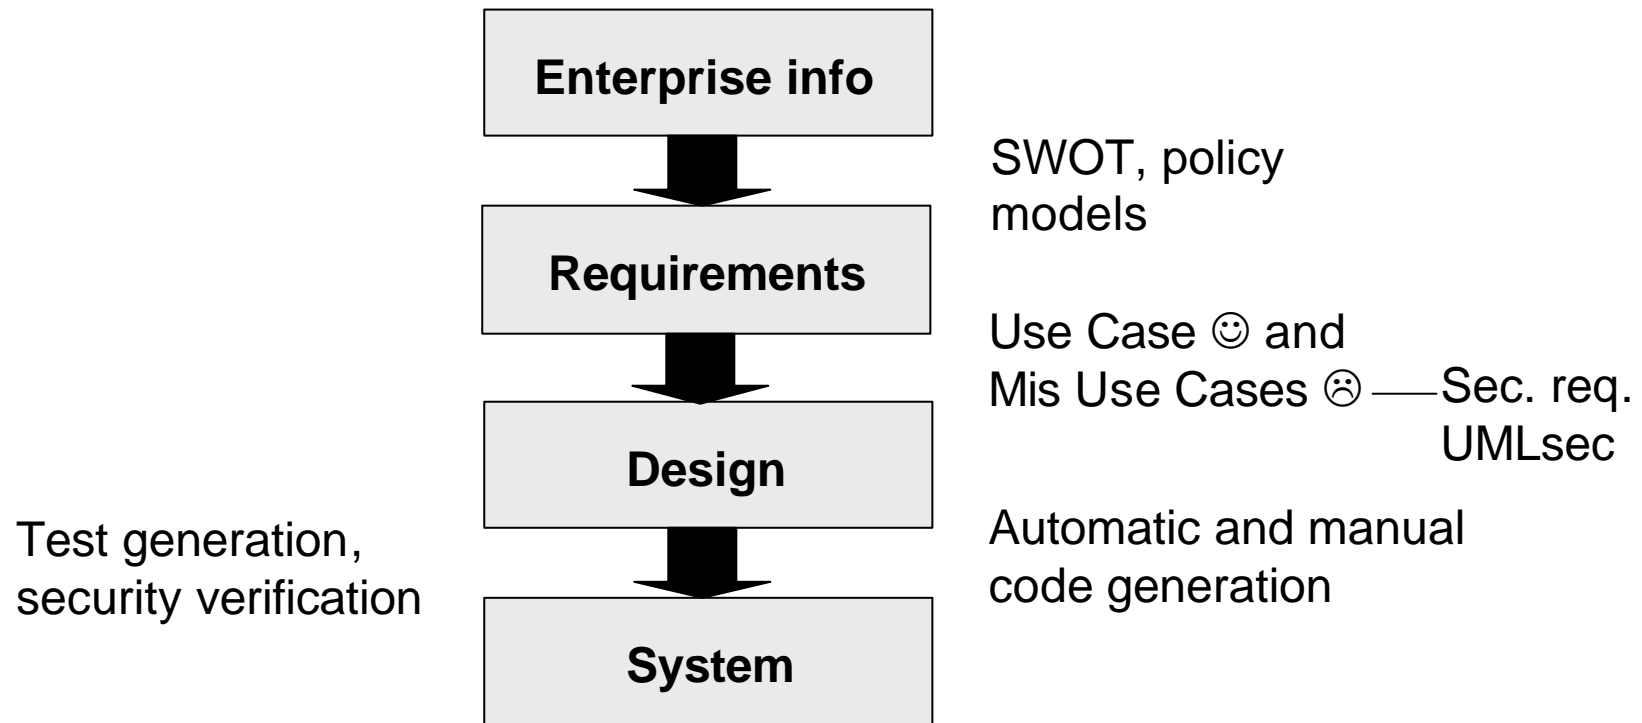 Enterprise info
SWOT, policy
models
Requirements
Use Case ☺ and
Mis Use Cases ☹
Sec. req.
UMLsec
Design
Test generation,
security verification
Automatic and manual
code generation
System